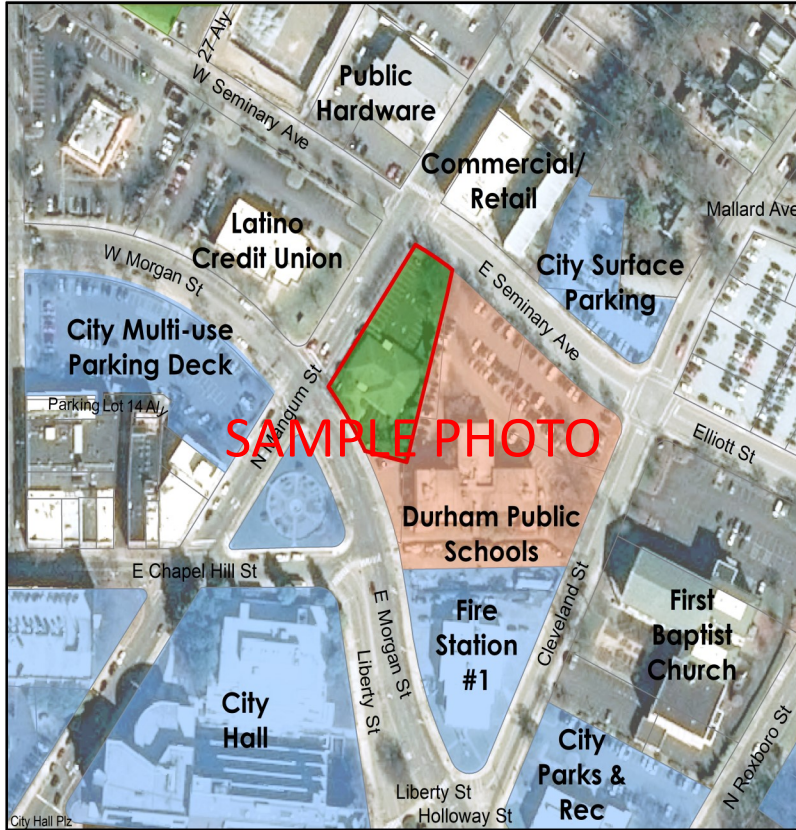 27 Aly
W Seminary Ave
Public
Hardware
Commercial/
Retail
Mallard Ave
Latino
Credit Union
W Morgan St
City Surface
Parking
E Seminary Ave
City Multi-use
Parking Deck
Parking Lot 14 Aly
N Mangum St
SAMPLE PHOTO
Elliott St
Durham Public
Schools
E Chapel Hill St
E Morgan St
Liberty St
Fire
Station
#1
Cleveland St
First
Baptist
Church
City
Hall
City
Parks &
Rec
N Roxboro St
Liberty St
Holloway St
City Hall Plz